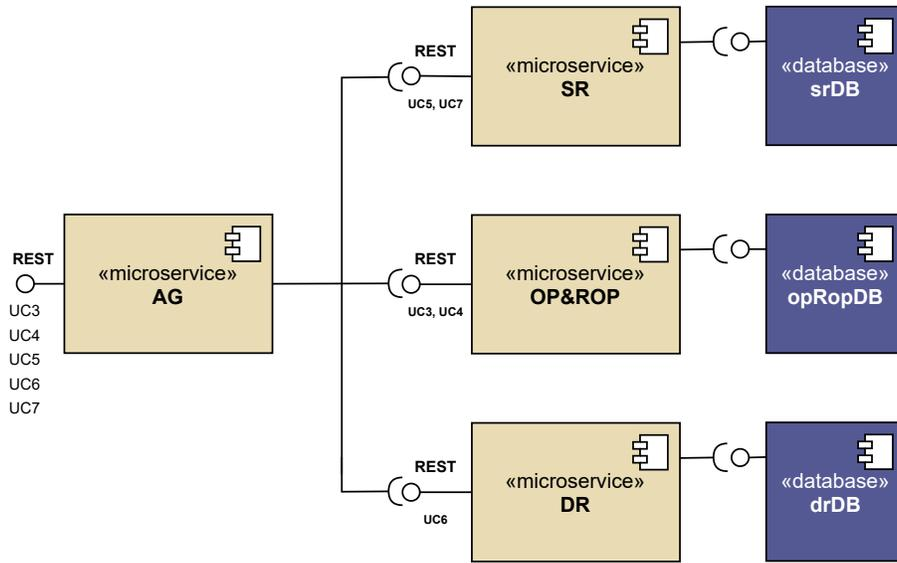 REST
«microservice»
SR
UC5, UC7
«database»
srDB
REST
«microservice»
AG
UC3
UC4
UC5
UC6
UC7
REST
«microservice»
OP&ROP
UC3, UC4
«database»
opRopDB
REST
«microservice»
DR
UC6
«database»
drDB